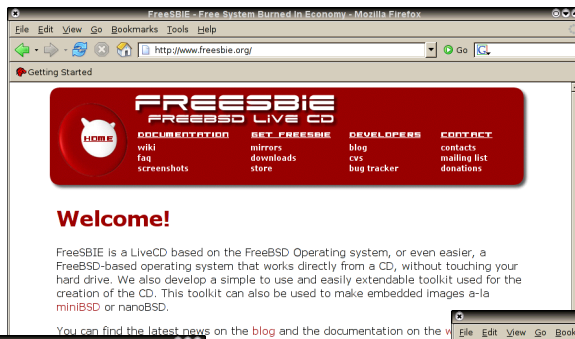 FreeSBIE - Free System Burned In Economy - Mozilla Firefox
File Edit View Go Bookmarks Tools Help
http://www.freesbie.org/ Go
Getting Started
FREESBIE
FREEBSD LIVE CD
HOME
DOCUMENTATION GET FREESBIE DEVELOPERS CONTACT
wiki mirrors blog contacts
faq downloads cvs mailing list
screenshots store bug tracker donations
Welcome!
FreeSBIE is a LiveCD based on the FreeBSD Operating system, or even easier, a
FreeBSD-based operating system that works directly from a CD, without touching your
hard drive. We also develop a simple to use and easily extendable toolkit used for the
creation of the CD. This toolkit can also be used to make embedded images a-la
miniBSD or nanoBSD.
You can find the latest news on the blog and the documentation on the
File Edit View Go